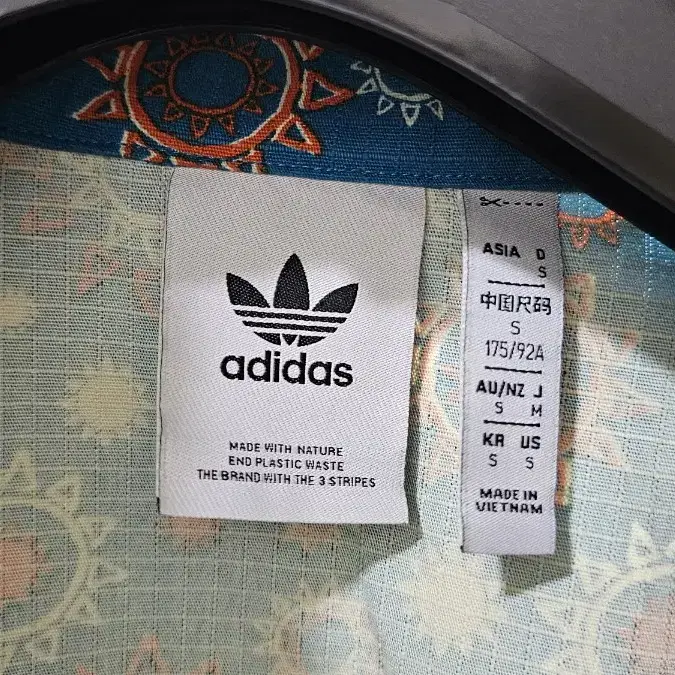 adidas
MADE WITH NATURE
END PLASTIC WASTE
THE BRAND WITH THE 3 STRIPES
ASIA D
S
中国尺码
S
175/92A
AU/NZ J
S M
KR US
S S
MADE IN
VIETNAM